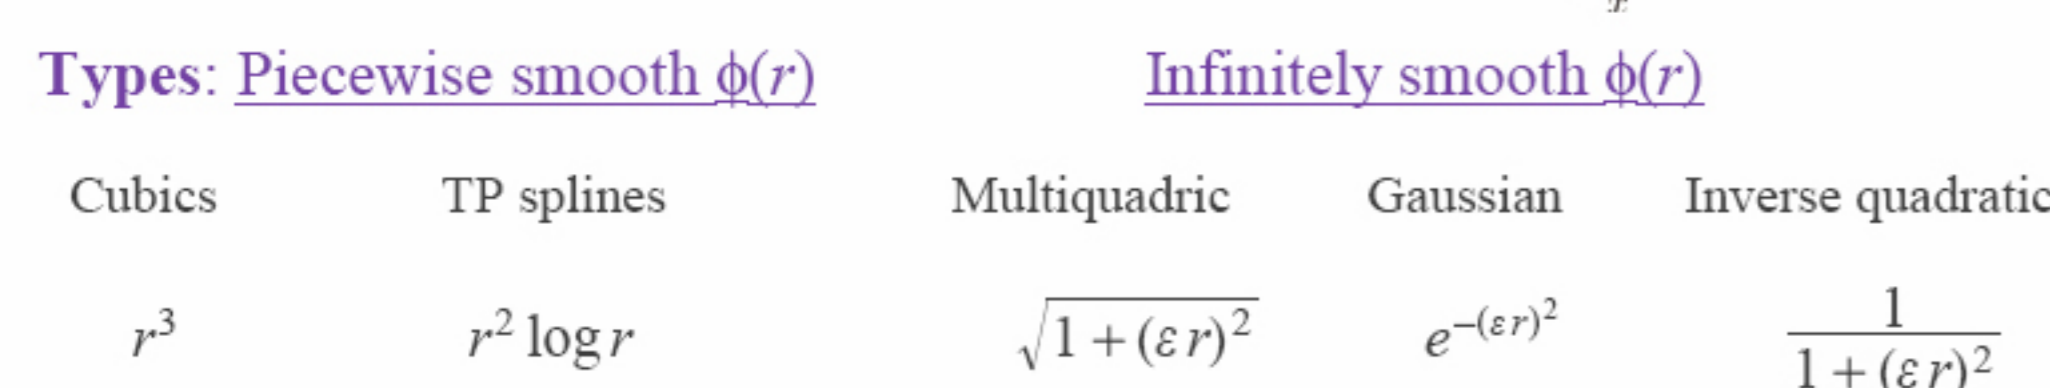 Types: Piecewise smooth ϕ(r) Infinitely smooth ϕ(r)
Cubics TP splines Multiquadric Gaussian Inverse quadratic
r³ r² log r √(1+(εr)²) e^{−(εr)²} 1/(1+(εr)²)